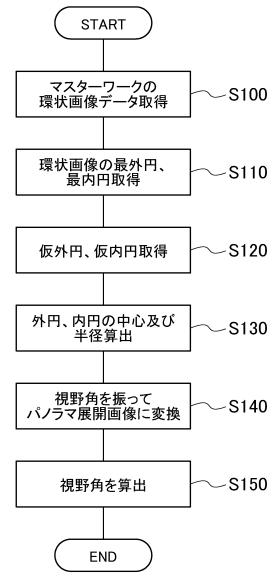 START
マスターワークの
環状画像データ取得
S100
環状画像の最外円、
最内円取得
S110
仮外円、仮内円取得
S120
外円、内円の中心及び
半径算出
S130
視野角を振って
パノラマ展開画像に変換
S140
視野角を算出
S150
END